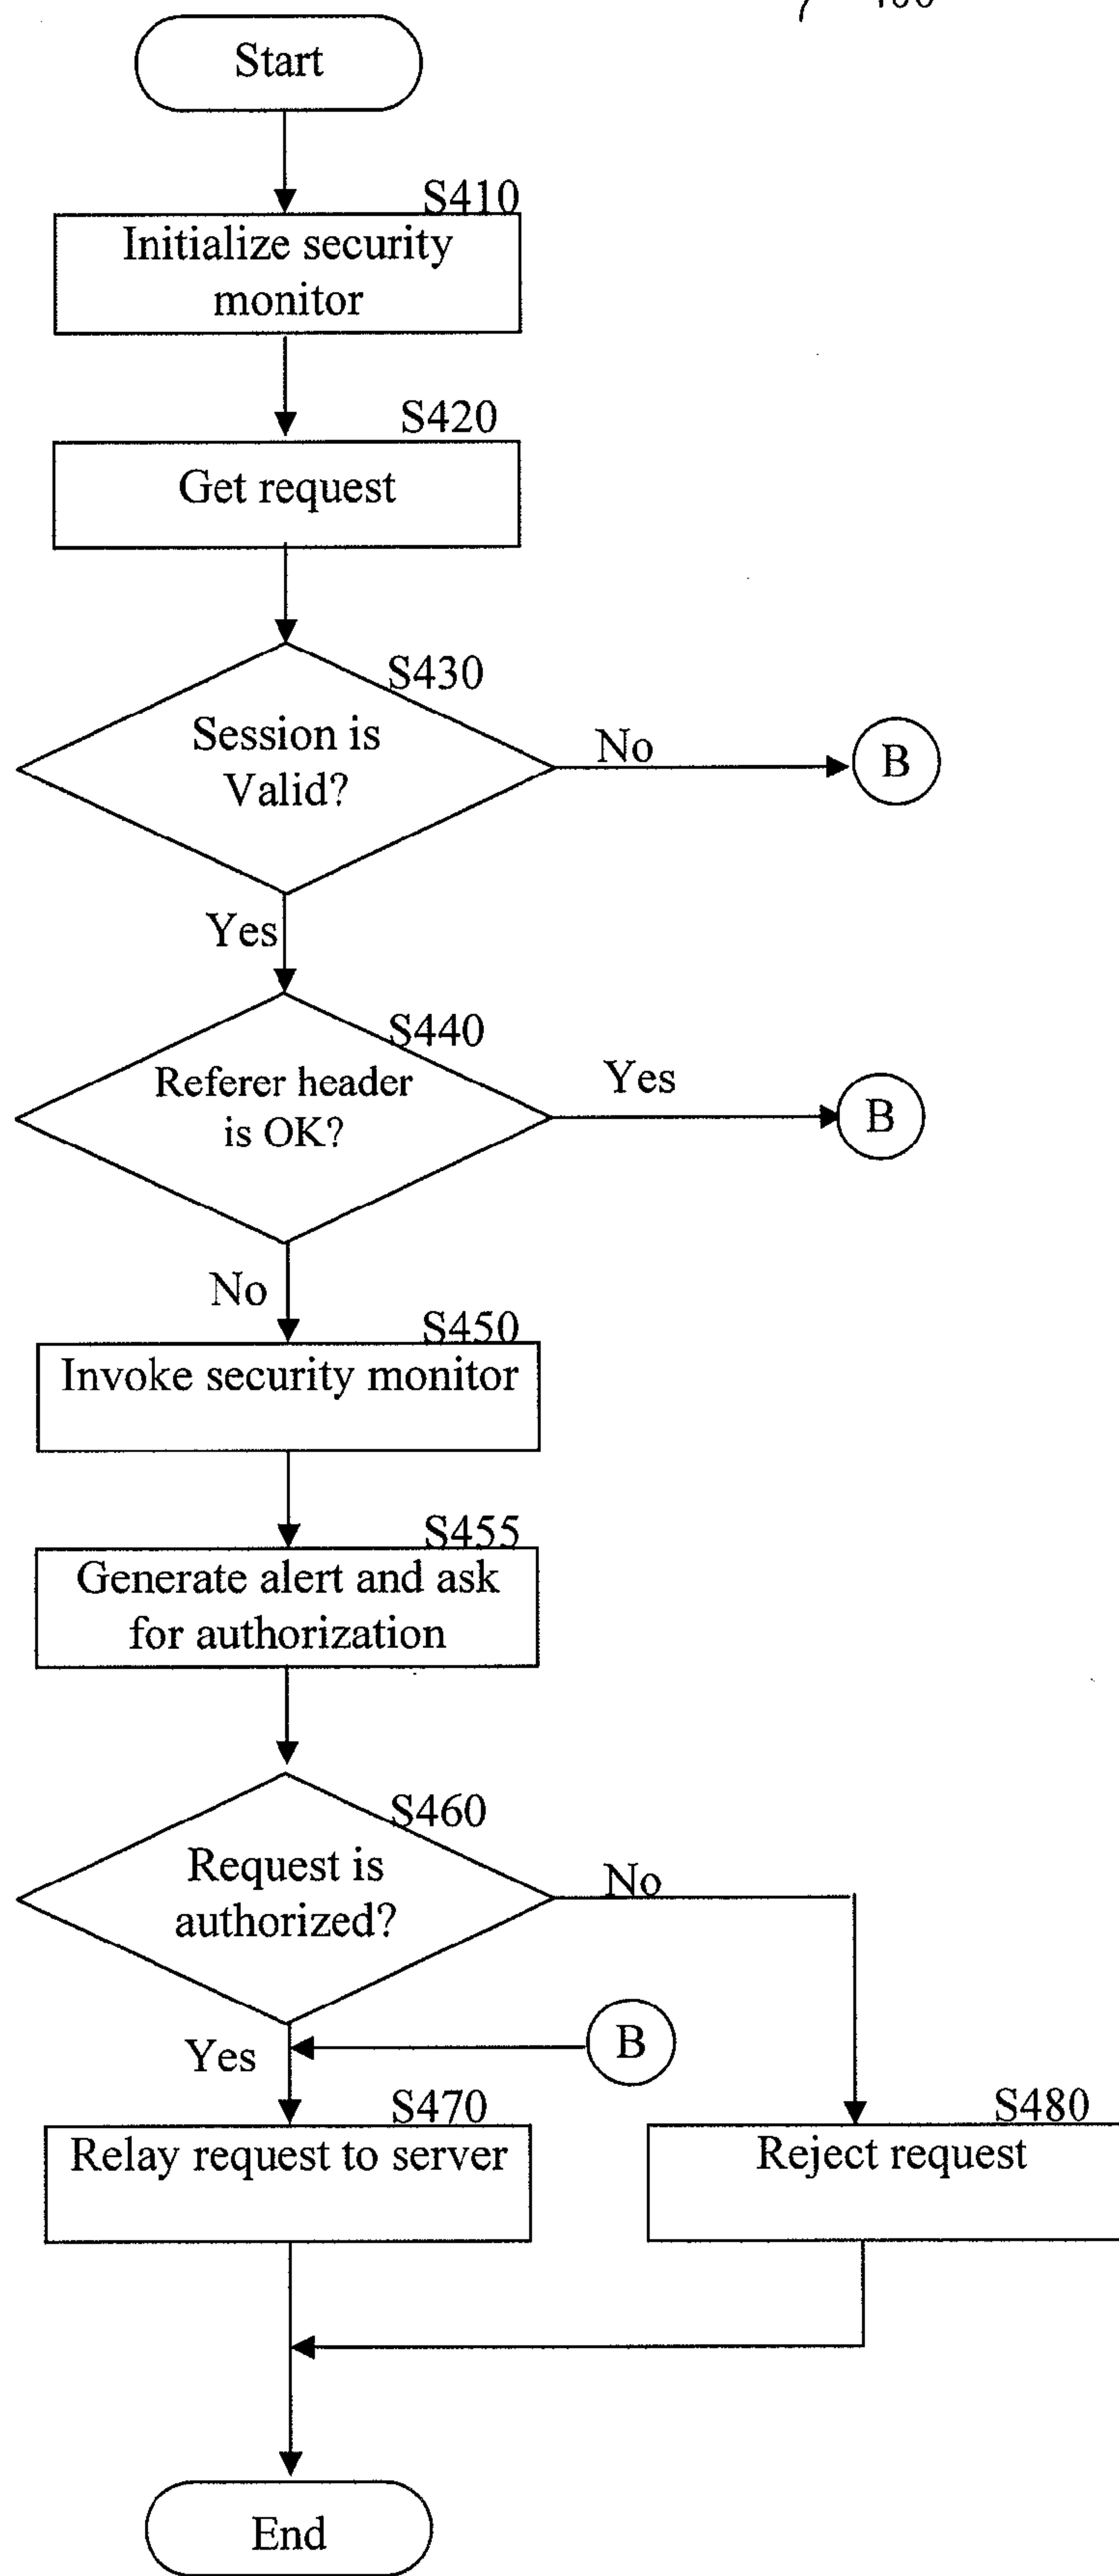 Start
S410
Initialize security
monitor
S420
Get request
S430
Session is
Valid?
No
B
Yes
S440
Referer header
is OK?
Yes
B
No
S450
Invoke security monitor
S455
Generate alert and ask
for authorization
S460
Request is
authorized?
No
B
Yes
S470
Relay request to server
S480
Reject request
End